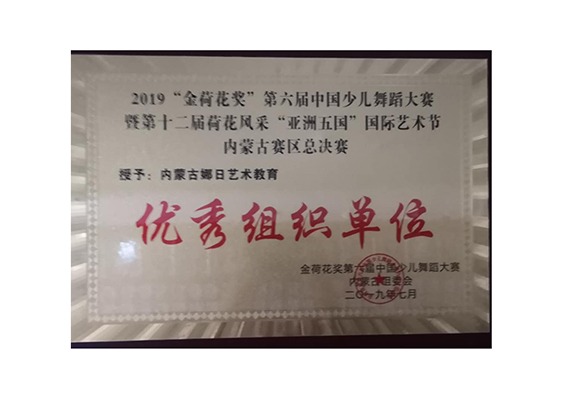 2019“金荷花奖”第六届中国少儿舞蹈大赛
暨第十二届荷花风采“亚洲五国”国际艺术节
内蒙古赛区总决赛
授予：内蒙古娜日艺术教育
优秀组织单位
金荷花奖第六届中国少儿舞蹈大赛
内蒙古组委会
二〇一九年七月